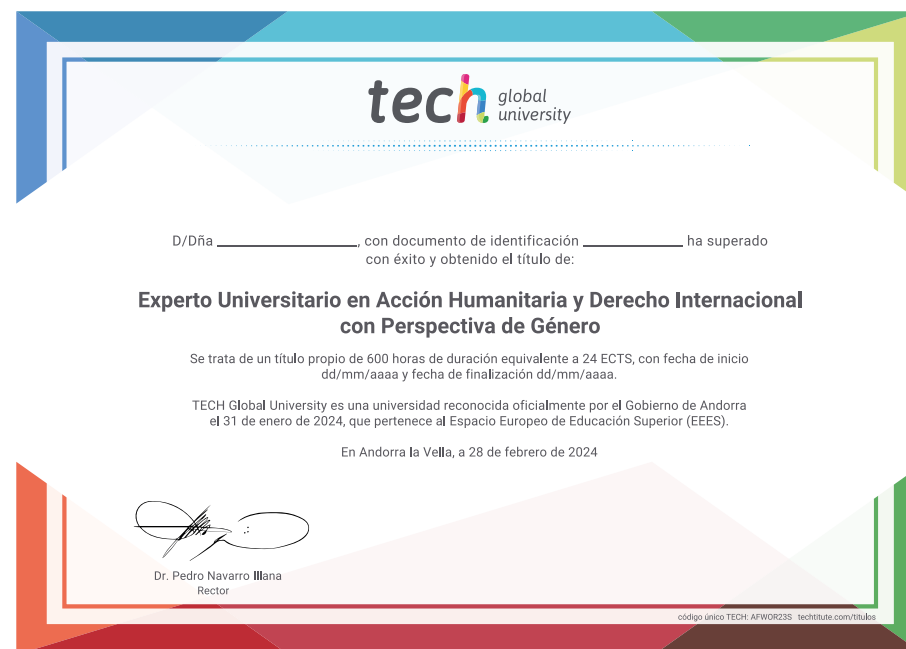 tech global university
D/Dña ____________________, con documento de identificación ______________ ha superado
con éxito y obtenido el título de:
Experto Universitario en Acción Humanitaria y Derecho Internacional
con Perspectiva de Género
Se trata de un título propio de 600 horas de duración equivalente a 24 ECTS, con fecha de inicio
dd/mm/aaaa y fecha de finalización dd/mm/aaaa.
TECH Global University es una universidad reconocida oficialmente por el Gobierno de Andorra
el 31 de enero de 2024, que pertenece al Espacio Europeo de Educación Superior (EEES).
En Andorra la Vella, a 28 de febrero de 2024
Dr. Pedro Navarro Illana
Rector
código único TECH: AFWOR23S techtitute.com/titulos